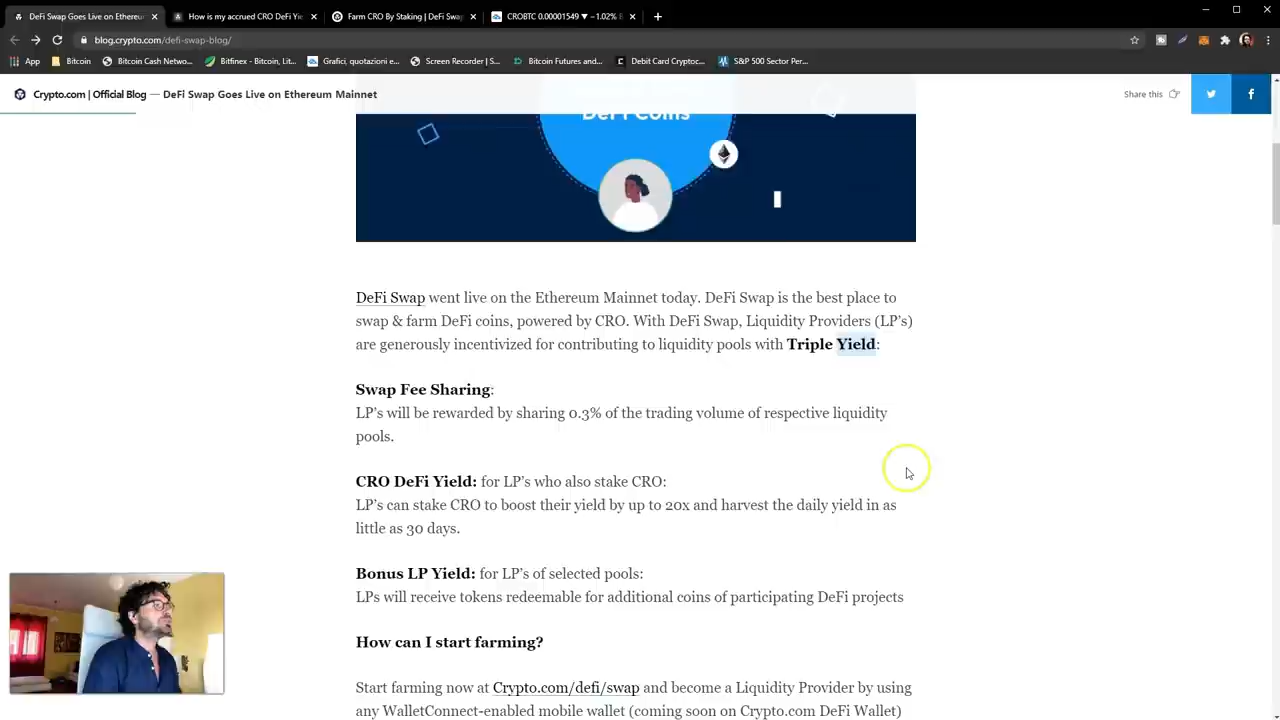 DeFi Swap Goes Live on Ethereu
How is my accrued CRO DeFi Yie
Farm CRO By Staking | DeFi Swa
CROBTC 0.00001549 ▼ −1.02% B
blog.crypto.com/defi-swap-blog/
App
Bitcoin
Bitcoin Cash Netwo...
Bitfinex - Bitcoin, Lit...
Grafici, quotazioni e...
Screen Recorder | S...
Bitcoin Futures and...
Debit Card Cryptoc...
S&P 500 Sector Per...
Crypto.com | Official Blog — DeFi Swap Goes Live on Ethereum Mainnet
Share this
DeFi Coins
DeFi Swap went live on the Ethereum Mainnet today. DeFi Swap is the best place to
swap & farm DeFi coins, powered by CRO. With DeFi Swap, Liquidity Providers (LP's)
are generously incentivized for contributing to liquidity pools with Triple Yield:
Swap Fee Sharing:
LP's will be rewarded by sharing 0.3% of the trading volume of respective liquidity
pools.
CRO DeFi Yield: for LP's who also stake CRO:
LP's can stake CRO to boost their yield by up to 20x and harvest the daily yield in as
little as 30 days.
Bonus LP Yield: for LP's of selected pools:
LPs will receive tokens redeemable for additional coins of participating DeFi projects
How can I start farming?
Start farming now at Crypto.com/defi/swap and become a Liquidity Provider by using
any WalletConnect-enabled mobile wallet (coming soon on Crypto.com DeFi Wallet)